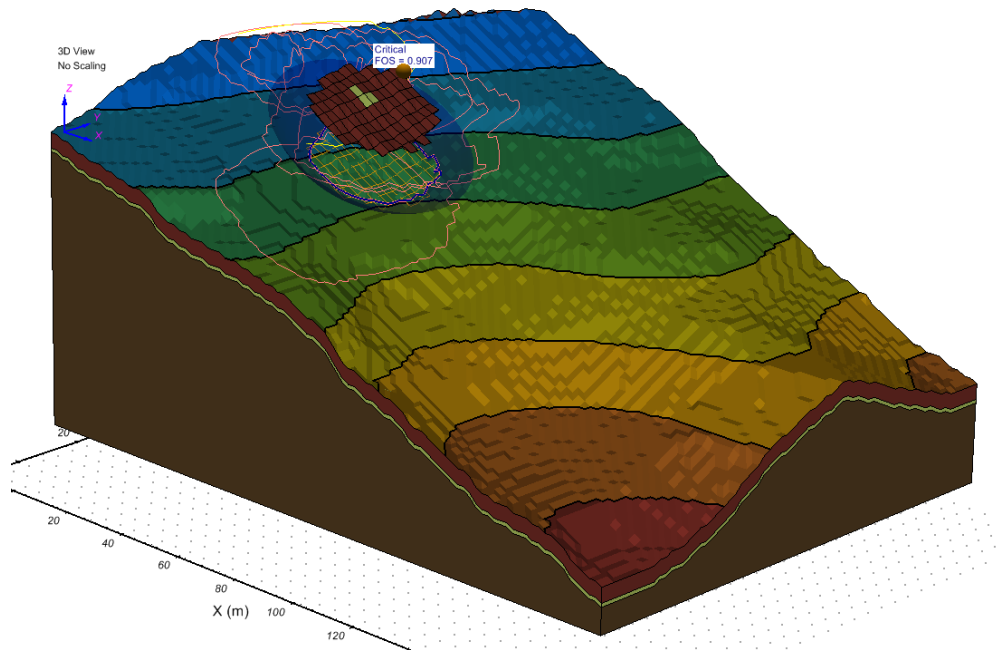 3D View
No Scaling
Critical
FOS = 0.907
Z
Y
X
20
20
40
60
80
100
120
X (m)